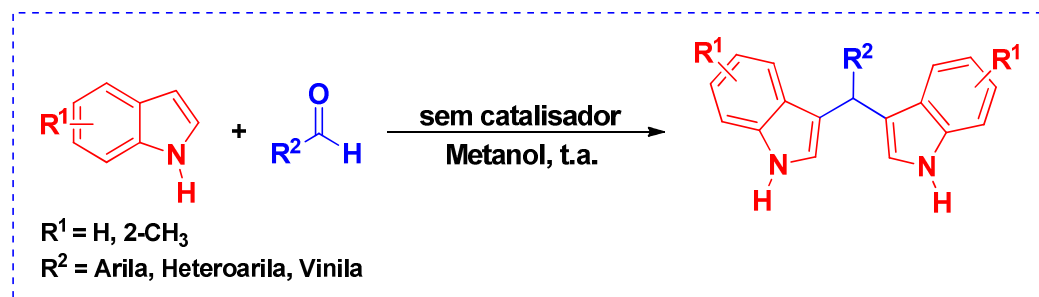 R¹
N
H
+
O
R² H
sem catalisador
Metanol, t.a.
R¹ R² R¹
N N
H H
R¹ = H, 2-CH₃
R² = Arila, Heteroarila, Vinila